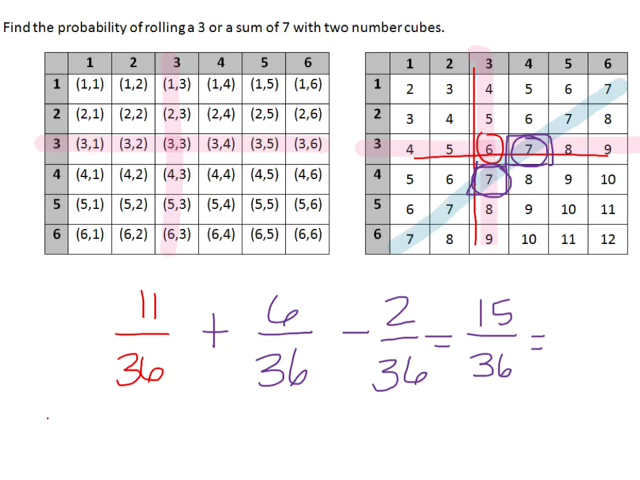 Find the probability of rolling a 3 or a sum of 7 with two number cubes.
1 2 3 4 5 6
1 (1,1) (1,2) (1,3) (1,4) (1,5) (1,6)
2 (2,1) (2,2) (2,3) (2,4) (2,5) (2,6)
3 (3,1) (3,2) (3,3) (3,4) (3,5) (3,6)
4 (4,1) (4,2) (4,3) (4,4) (4,5) (4,6)
5 (5,1) (5,2) (5,3) (5,4) (5,5) (5,6)
6 (6,1) (6,2) (6,3) (6,4) (6,5) (6,6)
1 2 3 4 5 6
1 2 3 4 5 6 7
2 3 4 5 6 7 8
3 4 5 6 7 8 9
4 5 6 7 8 9 10
5 6 7 8 9 10 11
6 7 8 9 10 11 12
11/36 + 6/36 - 2/36 = 15/36 =